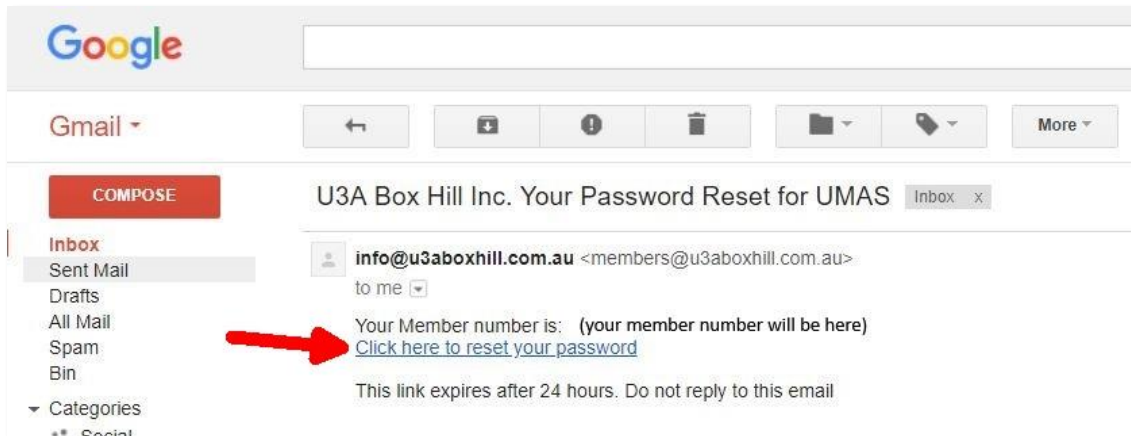 Google
Gmail
More
COMPOSE
U3A Box Hill Inc. Your Password Reset for UMAS Inbox x
Inbox
Sent Mail
Drafts
All Mail
Spam
Bin
Categories
Social
info@u3aboxhill.com.au <members@u3aboxhill.com.au>
to me
Your Member number is: (your member number will be here)
Click here to reset your password
This link expires after 24 hours. Do not reply to this email